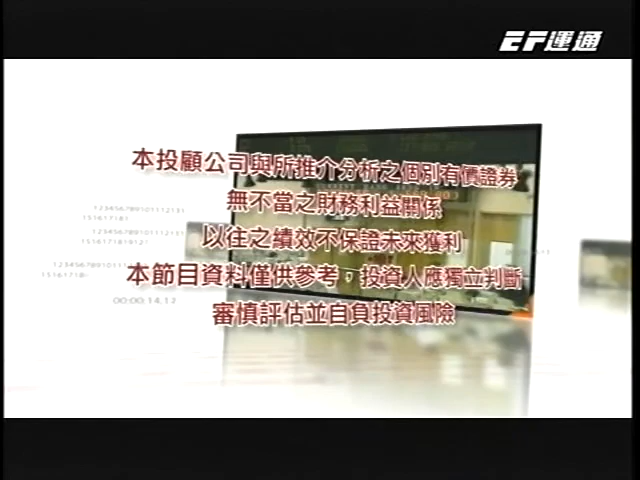 EF運通
本投顧公司與所推介分析之個別有價證券
無不當之財務利益關係
以往之績效不保證未來獲利
本節目資料僅供參考，投資人應獨立判斷
審慎評估並自負投資風險
00:00:14.12